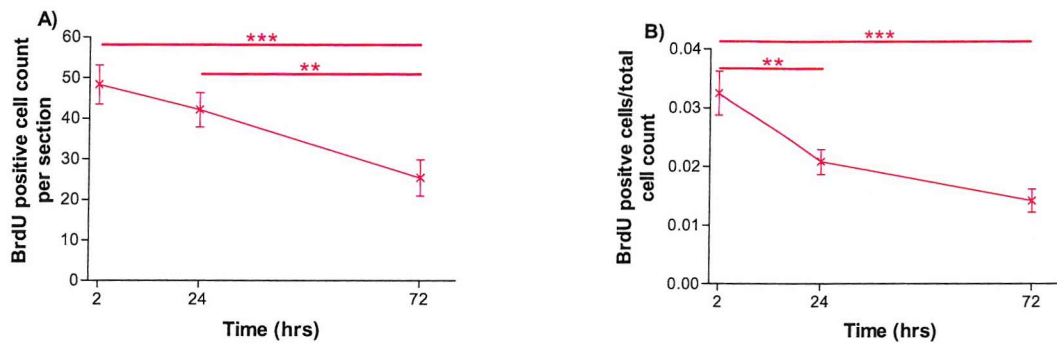 A)
BrdU positive cell count
per section
60
50
40
30
20
10
0
***
**
2
24
72
Time (hrs)
B)
BrdU positve cells/total
cell count
0.04
0.03
0.02
0.01
0.00
***
**
2
24
72
Time (hrs)